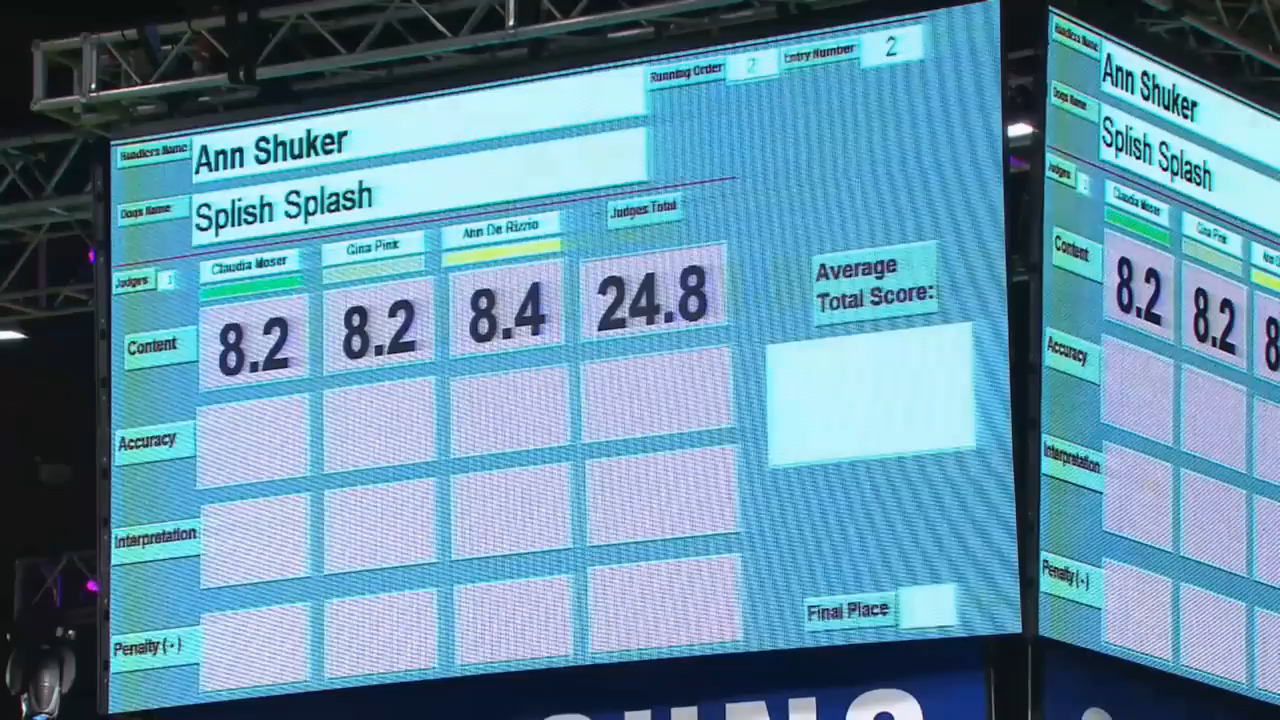 Running Order 2 Entry Number 2
Handlers Name Ann Shuker
Dogs Name Splish Splash
Judges 1 Claudia Moser Gina Pink Ann De Rizzio Judges Total
Content 8.2 8.2 8.4 24.8
Average
Total Score:
Accuracy
Interpretation
Penalty (-)
Final Place
Handlers Name Ann Shuker
Dogs Name Splish Splash
Judges Claudia Moser Gina Pink
Content 8.2 8.2
Accuracy
Interpretation
Penalty (-)